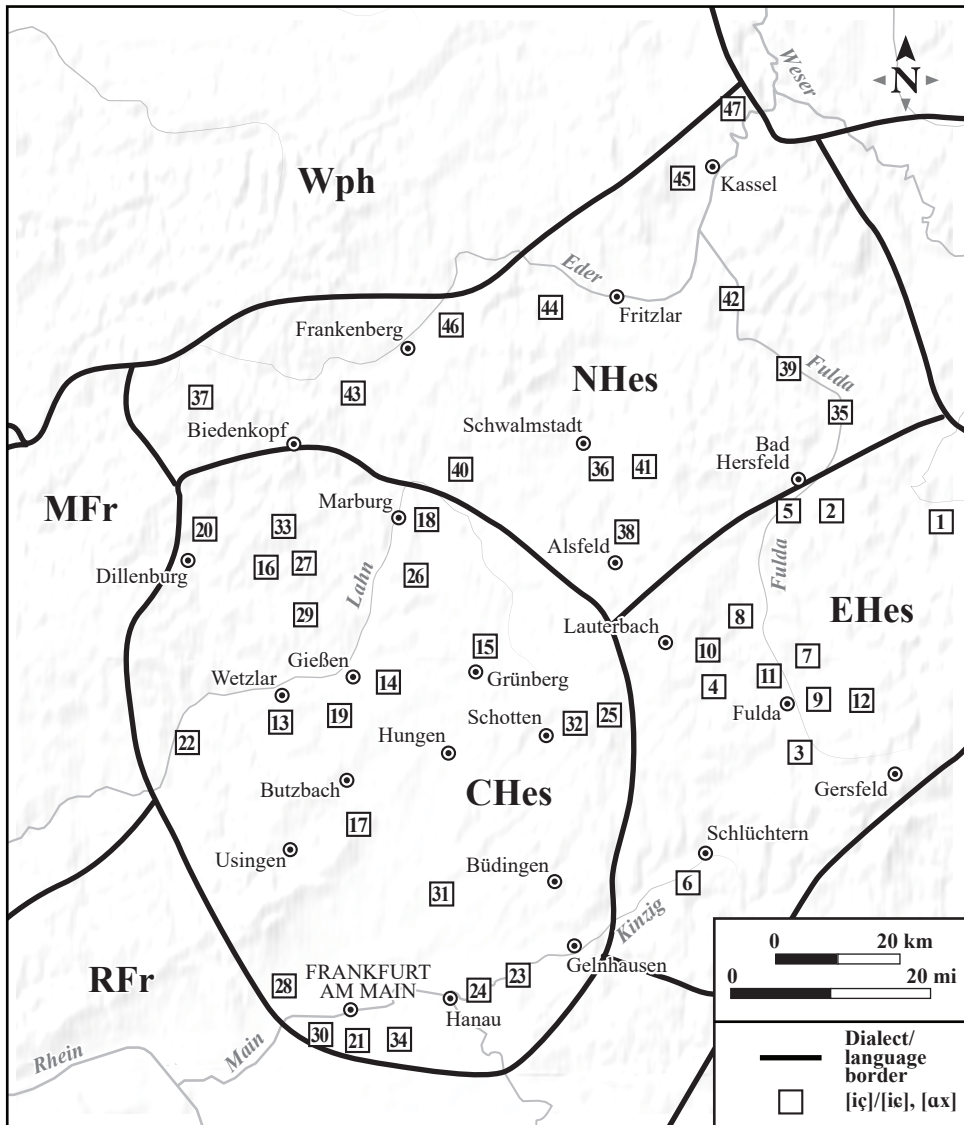 Weser
N
47
Wph
45
Kassel
Eder
44
Fritzlar
42
Frankenberg
46
NHes
39
Fulda
37
43
35
Biedenkopf
Schwalmstadt
36
41
Bad
Hersfeld
40
MFr
Marburg
18
5
2
1
20
33
38
Alsfeld
Dillenburg
16
27
Lahn
26
Fulda
EHes
29
8
Lauterbach
15
10
7
Gießen
14
Grünberg
4
11
Wetzlar
13
19
Schotten
32
25
Fulda
9
12
22
Hungen
3
Butzbach
CHes
Gersfeld
17
Usingen
Schlüchtern
Büdingen
6
31
Kinzig
0 20 km
0 20 mi
RFr
Gelnhausen
28
FRANKFURT
AM MAIN
24
23
Hanau
30
21
34
Main
Rhein
Dialect/
language
border
[iç]/[iɕ], [ɑx]